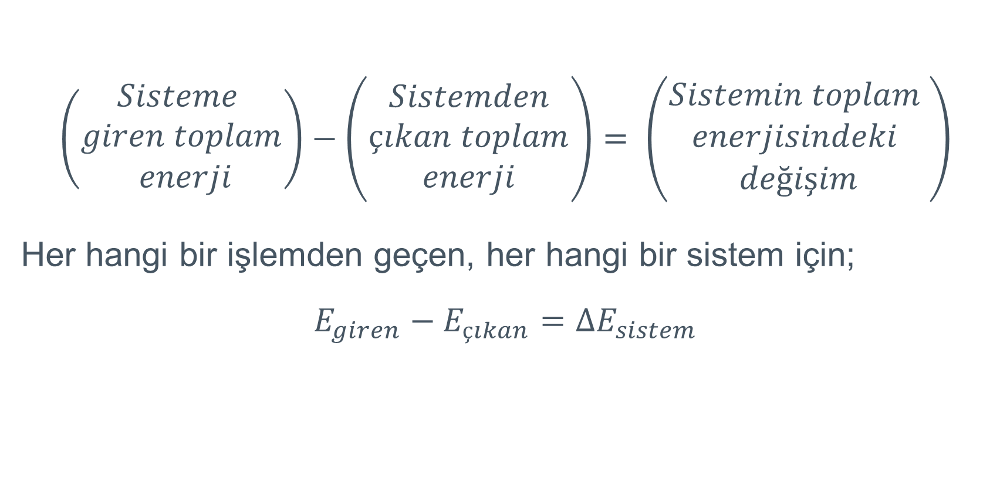 (Sisteme giren toplam enerji) − (Sistemden çıkan toplam enerji) = (Sistemin toplam enerjisindeki değişim)
Her hangi bir işlemden geçen, her hangi bir sistem için;
E_giren − E_çıkan = ΔE_sistem